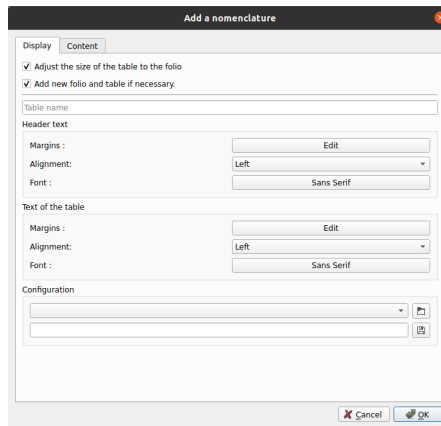 Add a nomenclature
Display Content
Adjust the size of the table to the folio
Add new folio and table if necessary.
Table name
Header text
Margins : Edit
Alignment: Left
Font : Sans Serif
Text of the table
Margins : Edit
Alignment: Left
Font : Sans Serif
Configuration
Cancel OK